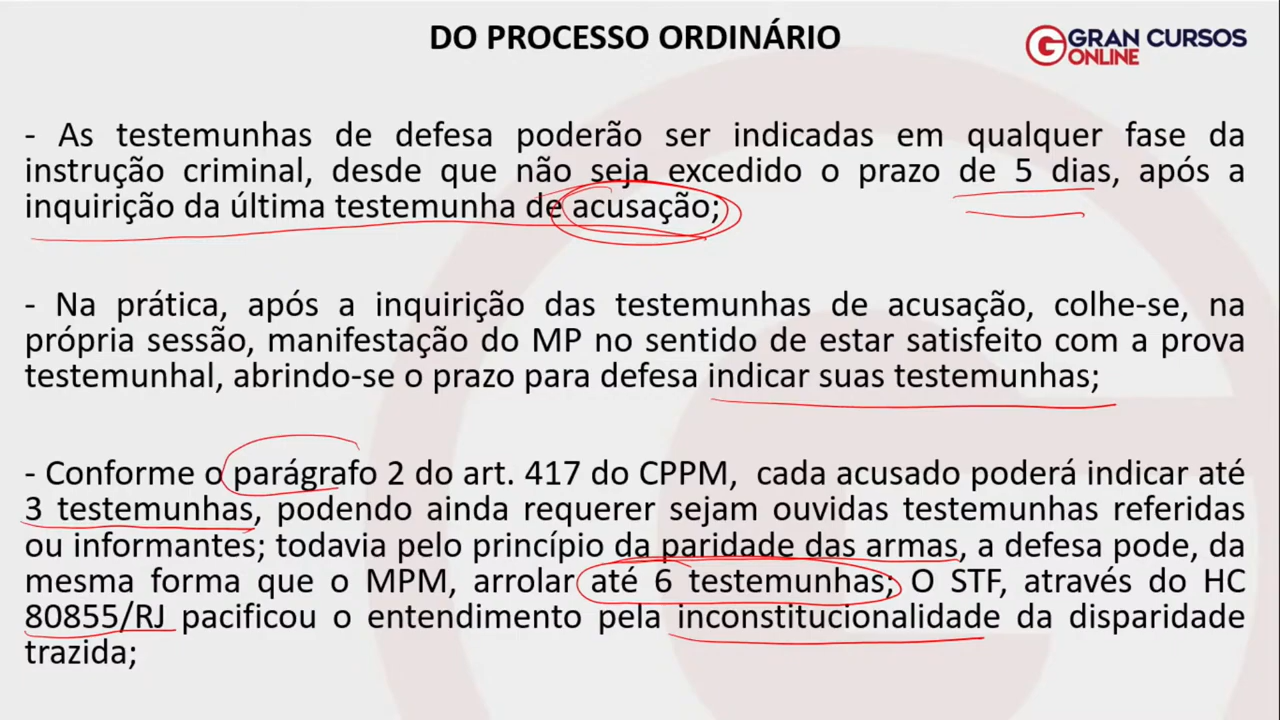 DO PROCESSO ORDINÁRIO
GRAN CURSOS
ONLINE
- As testemunhas de defesa poderão ser indicadas em qualquer fase da
instrução criminal, desde que não seja excedido o prazo de 5 dias, após a
inquirição da última testemunha de acusação;
- Na prática, após a inquirição das testemunhas de acusação, colhe-se, na
própria sessão, manifestação do MP no sentido de estar satisfeito com a prova
testemunhal, abrindo-se o prazo para defesa indicar suas testemunhas;
- Conforme o parágrafo 2 do art. 417 do CPPM, cada acusado poderá indicar até
3 testemunhas, podendo ainda requerer sejam ouvidas testemunhas referidas
ou informantes; todavia pelo princípio da paridade das armas, a defesa pode, da
mesma forma que o MPM, arrolar até 6 testemunhas; O STF, através do HC
80855/RJ pacificou o entendimento pela inconstitucionalidade da disparidade
trazida;